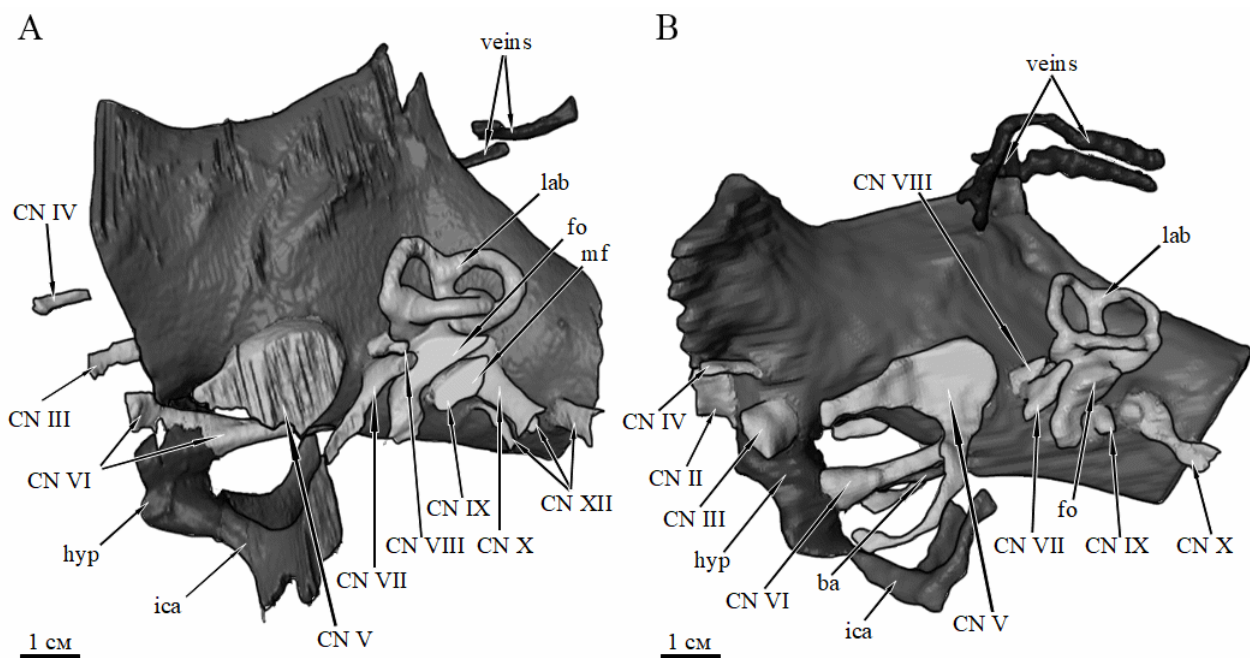 A
veins
lab
CN IV
fo
mf
CN III
CN VI
hyp
ica
CN V
CN VII
CN VIII
CN IX
CN X
CN XII
1 см
B
veins
CN VIII
lab
CN IV
CN II
CN III
hyp
CN VI
ba
ica
CN V
CN VII
fo
CN IX
CN X
1 см